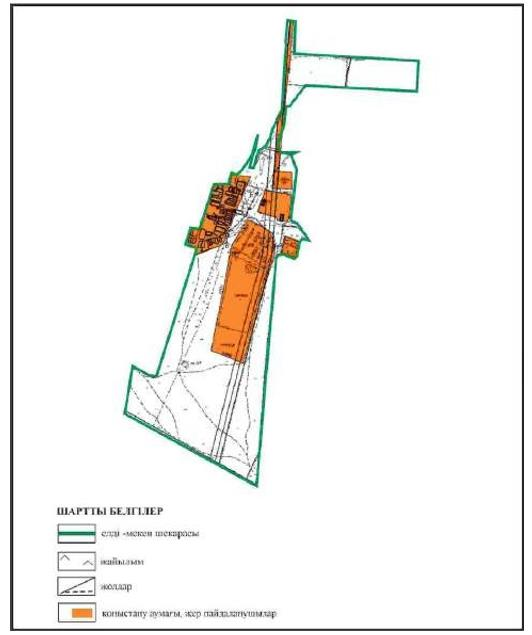 ШАРТТЫ БЕЛГІЛЕР
елді -мекен шекарасы
жайылым
жолдар
қоныстану аумағы, жер пайдаланушылар